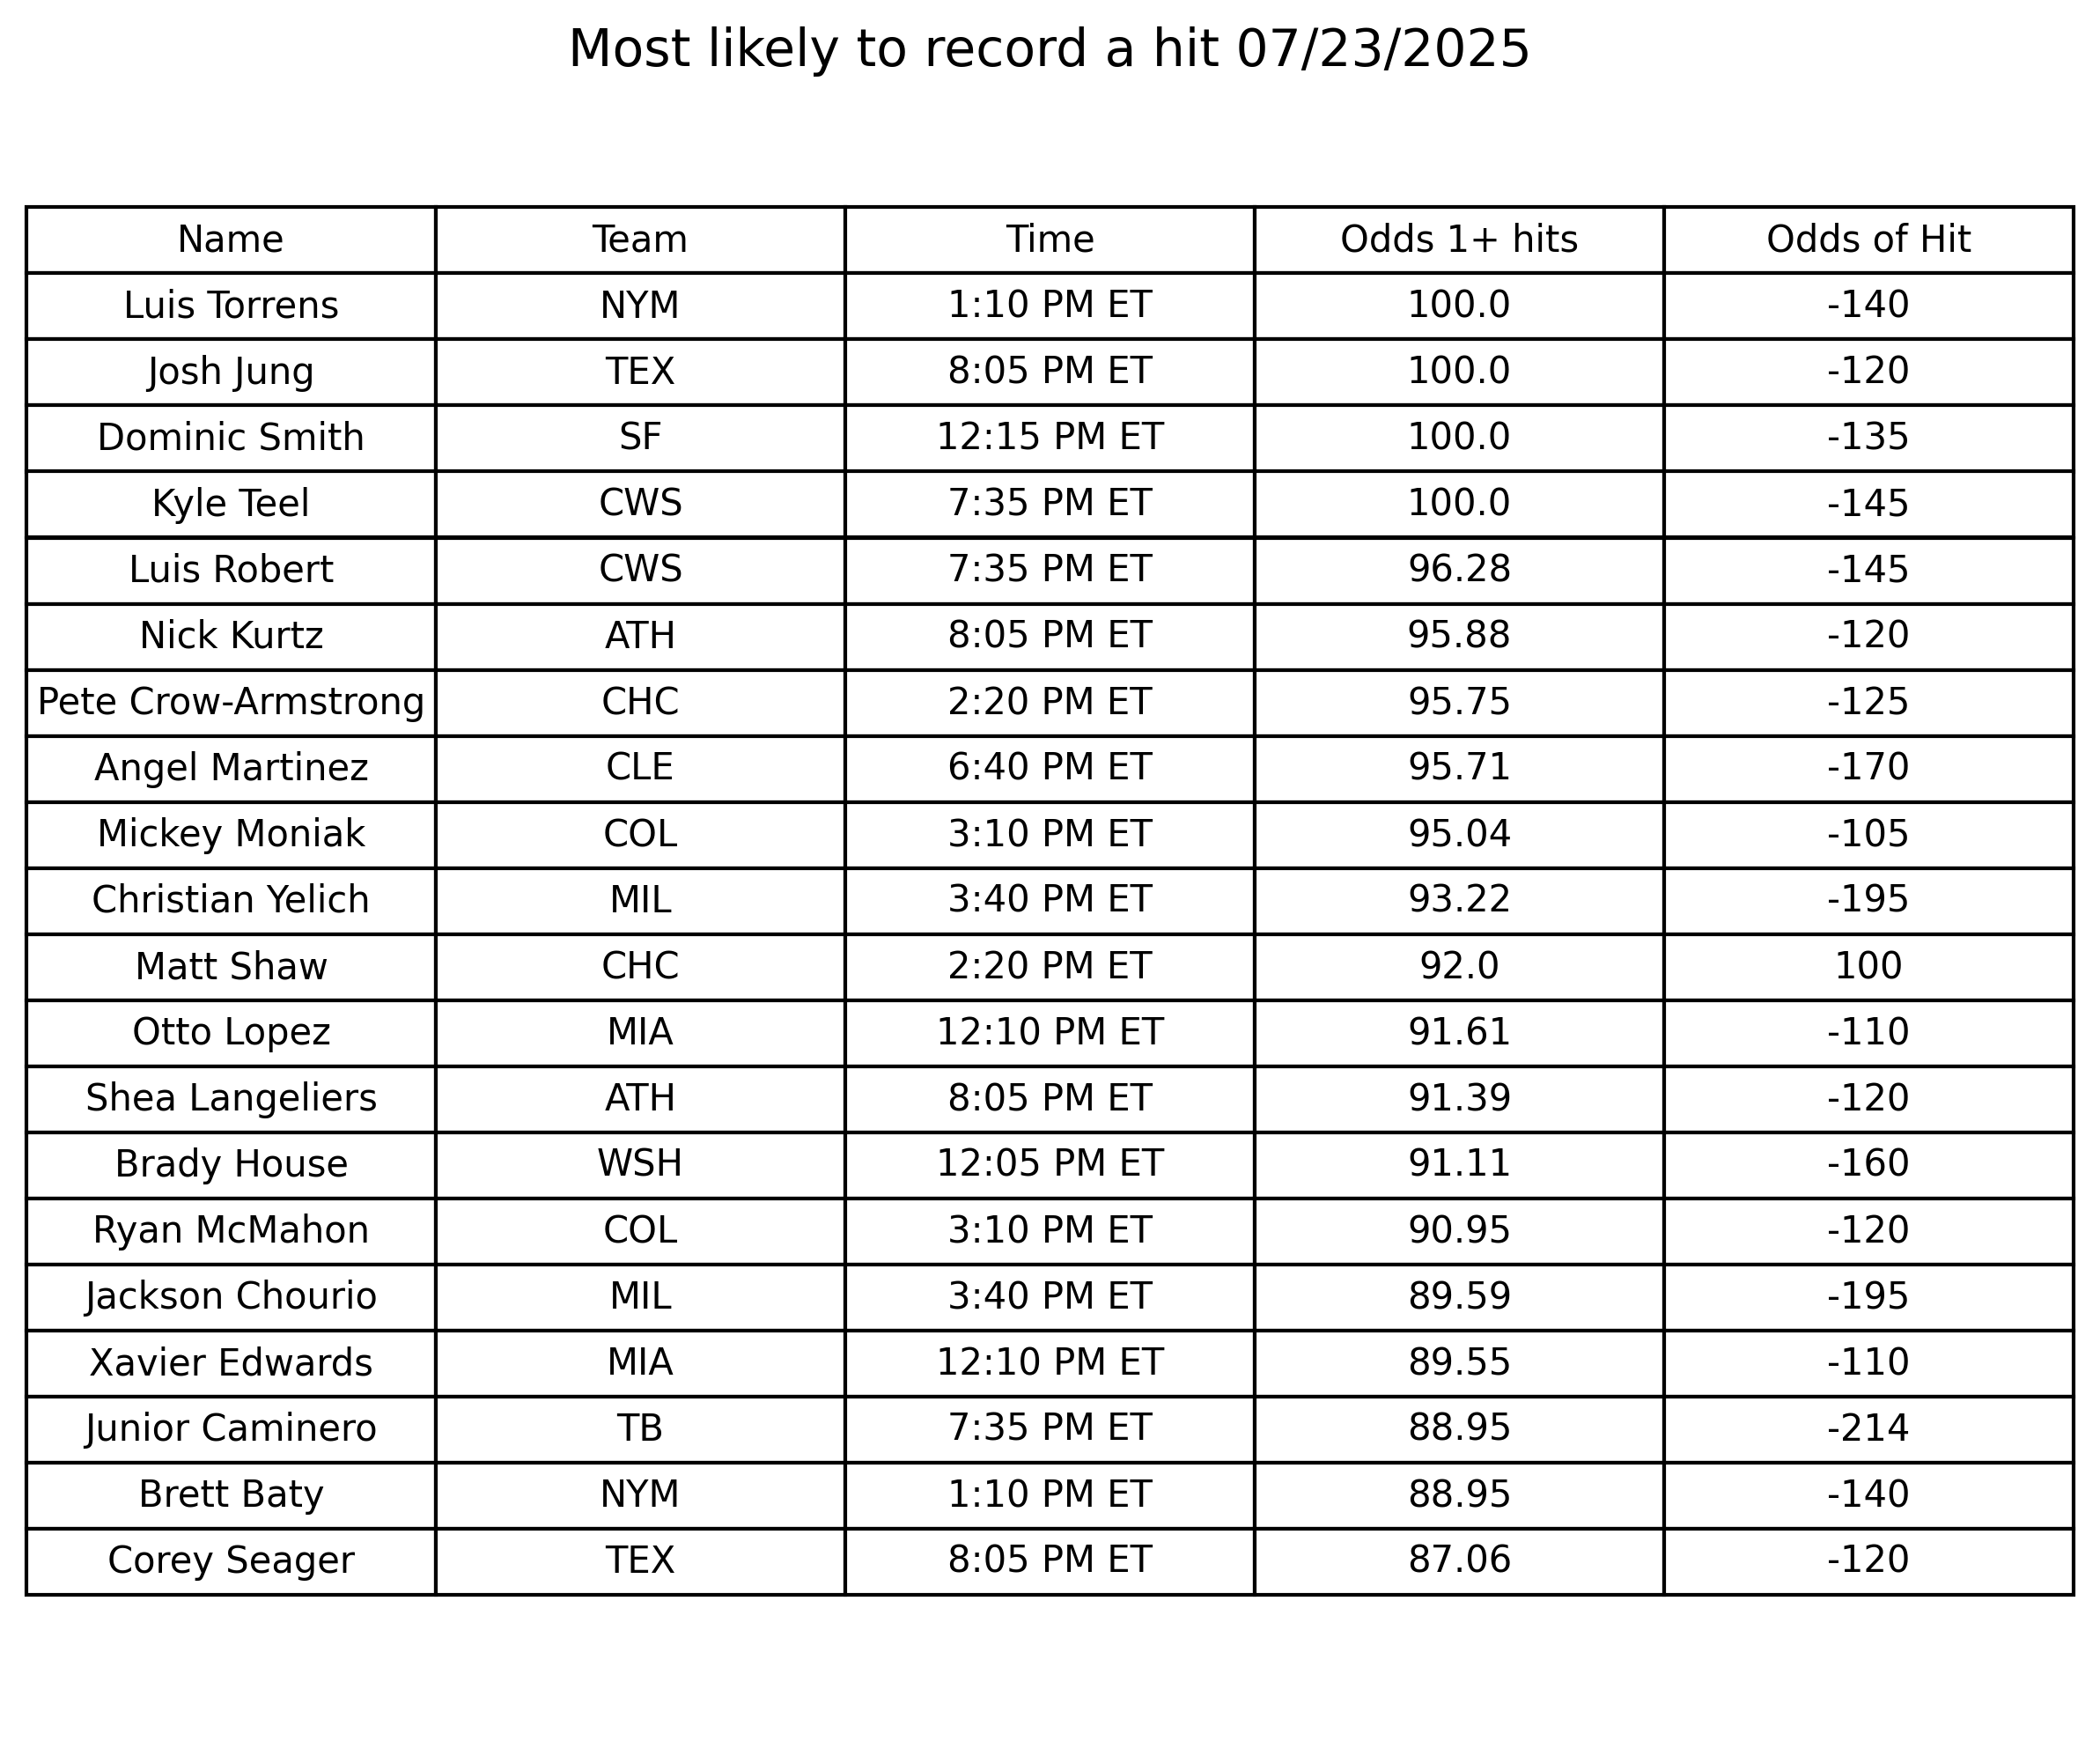 Most likely to record a hit 07/23/2025
Name Team Time Odds 1+ hits Odds of Hit
Luis Torrens NYM 1:10 PM ET 100.0 -140
Josh Jung TEX 8:05 PM ET 100.0 -120
Dominic Smith SF 12:15 PM ET 100.0 -135
Kyle Teel CWS 7:35 PM ET 100.0 -145
Luis Robert CWS 7:35 PM ET 96.28 -145
Nick Kurtz ATH 8:05 PM ET 95.88 -120
Pete Crow-Armstrong CHC 2:20 PM ET 95.75 -125
Angel Martinez CLE 6:40 PM ET 95.71 -170
Mickey Moniak COL 3:10 PM ET 95.04 -105
Christian Yelich MIL 3:40 PM ET 93.22 -195
Matt Shaw CHC 2:20 PM ET 92.0 100
Otto Lopez MIA 12:10 PM ET 91.61 -110
Shea Langeliers ATH 8:05 PM ET 91.39 -120
Brady House WSH 12:05 PM ET 91.11 -160
Ryan McMahon COL 3:10 PM ET 90.95 -120
Jackson Chourio MIL 3:40 PM ET 89.59 -195
Xavier Edwards MIA 12:10 PM ET 89.55 -110
Junior Caminero TB 7:35 PM ET 88.95 -214
Brett Baty NYM 1:10 PM ET 88.95 -140
Corey Seager TEX 8:05 PM ET 87.06 -120